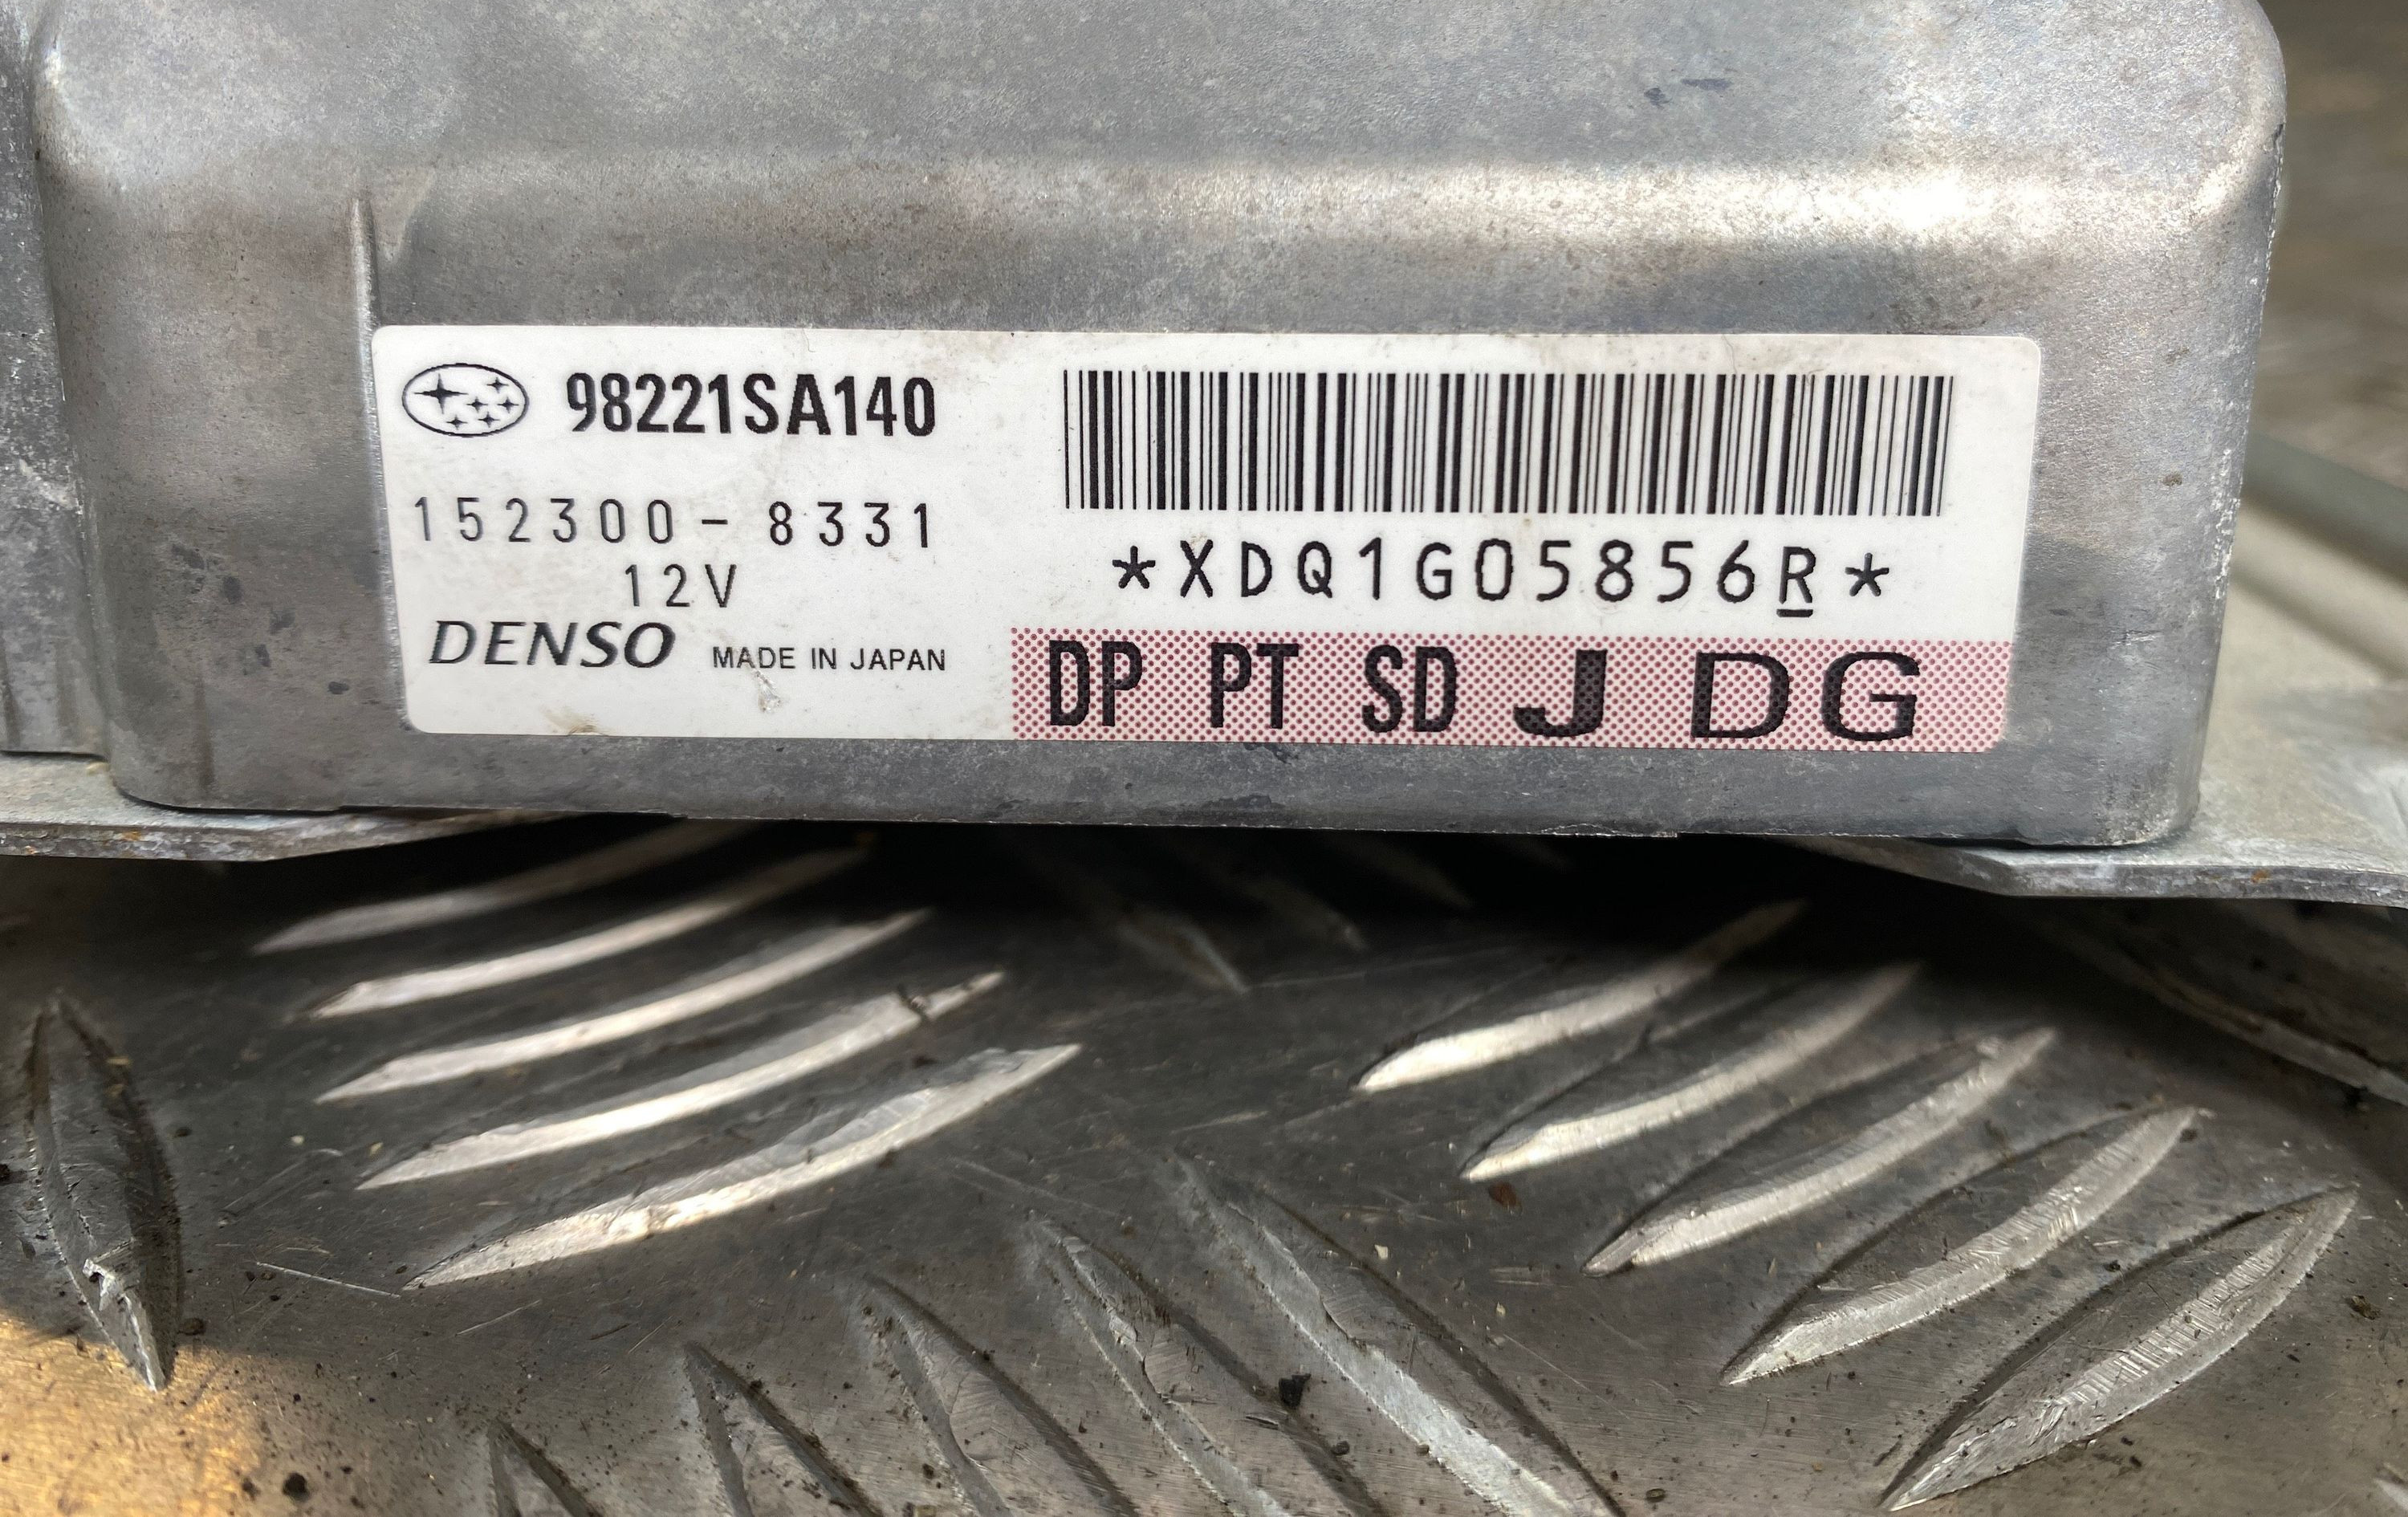 98221SA140
152300-8331
12V
DENSO MADE IN JAPAN
*XDQ1G05856R*
DP PT SD J DG